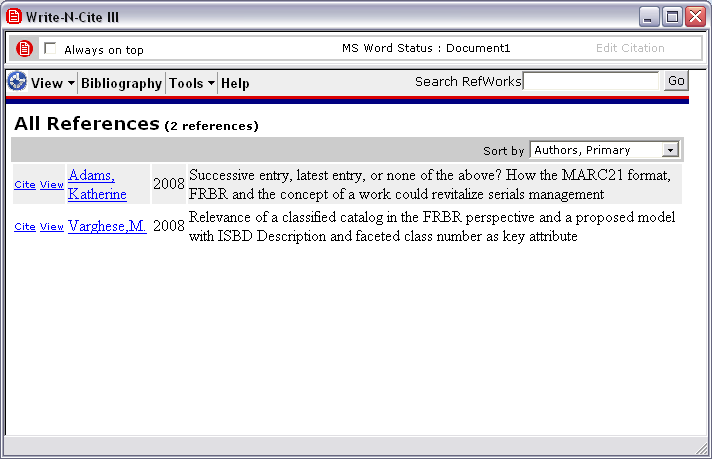 Write-N-Cite III
Always on top MS Word Status : Document1 Edit Citation
View Bibliography Tools Help Search RefWorks Go
All References (2 references)
Sort by Authors, Primary
Cite View Adams, Katherine 2008 Successive entry, latest entry, or none of the above? How the MARC21 format,
FRBR and the concept of a work could revitalize serials management
Cite View Varghese,M. 2008 Relevance of a classified catalog in the FRBR perspective and a proposed model
with ISBD Description and faceted class number as key attribute